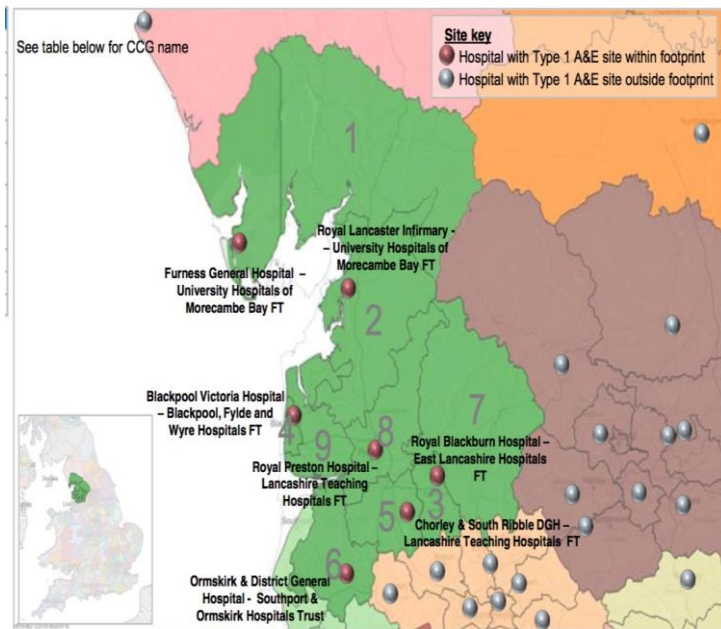 See table below for CCG name
Site key
Hospital with Type 1 A&E site within footprint
Hospital with Type 1 A&E site outside footprint
1
Royal Lancaster Infirmary -
– University Hospitals of
Morecambe Bay FT
Furness General Hospital –
University Hospitals of
Morecambe Bay FT
2
Blackpool Victoria Hospital
– Blackpool, Fylde and
Wyre Hospitals FT
4
9
8
7
Royal Preston Hospital–
Lancashire Teaching
Hospitals FT
Royal Blackburn Hospital –
East Lancashire Hospitals
FT
3
5
Chorley & South Ribble DGH –
Lancashire Teaching Hospitals FT
6
Ormskirk & District General
Hospital - Southport &
Ormskirk Hospitals Trust